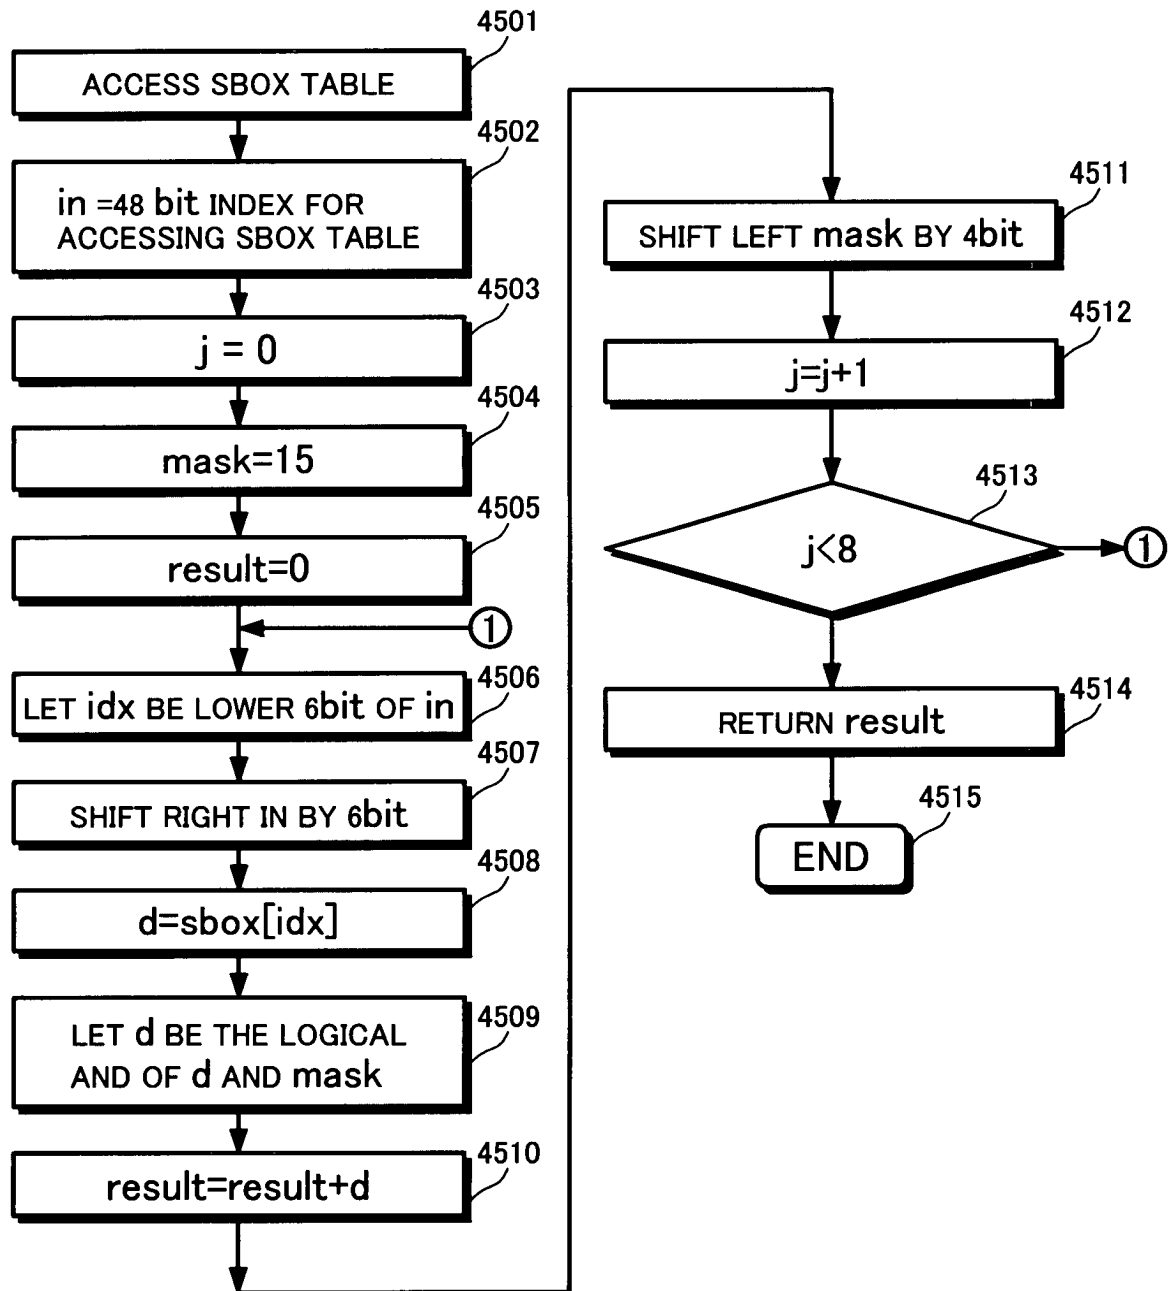 4501
ACCESS SBOX TABLE
4502
in =48 bit INDEX FOR
ACCESSING SBOX TABLE
4503
j = 0
4504
mask=15
4505
result=0
1
4506
LET idx BE LOWER 6bit OF in
4507
SHIFT RIGHT IN BY 6bit
4508
d=sbox[idx]
4509
LET d BE THE LOGICAL
AND OF d AND mask
4510
result=result+d
4511
SHIFT LEFT mask BY 4bit
4512
j=j+1
4513
j<8
1
4514
RETURN result
4515
END